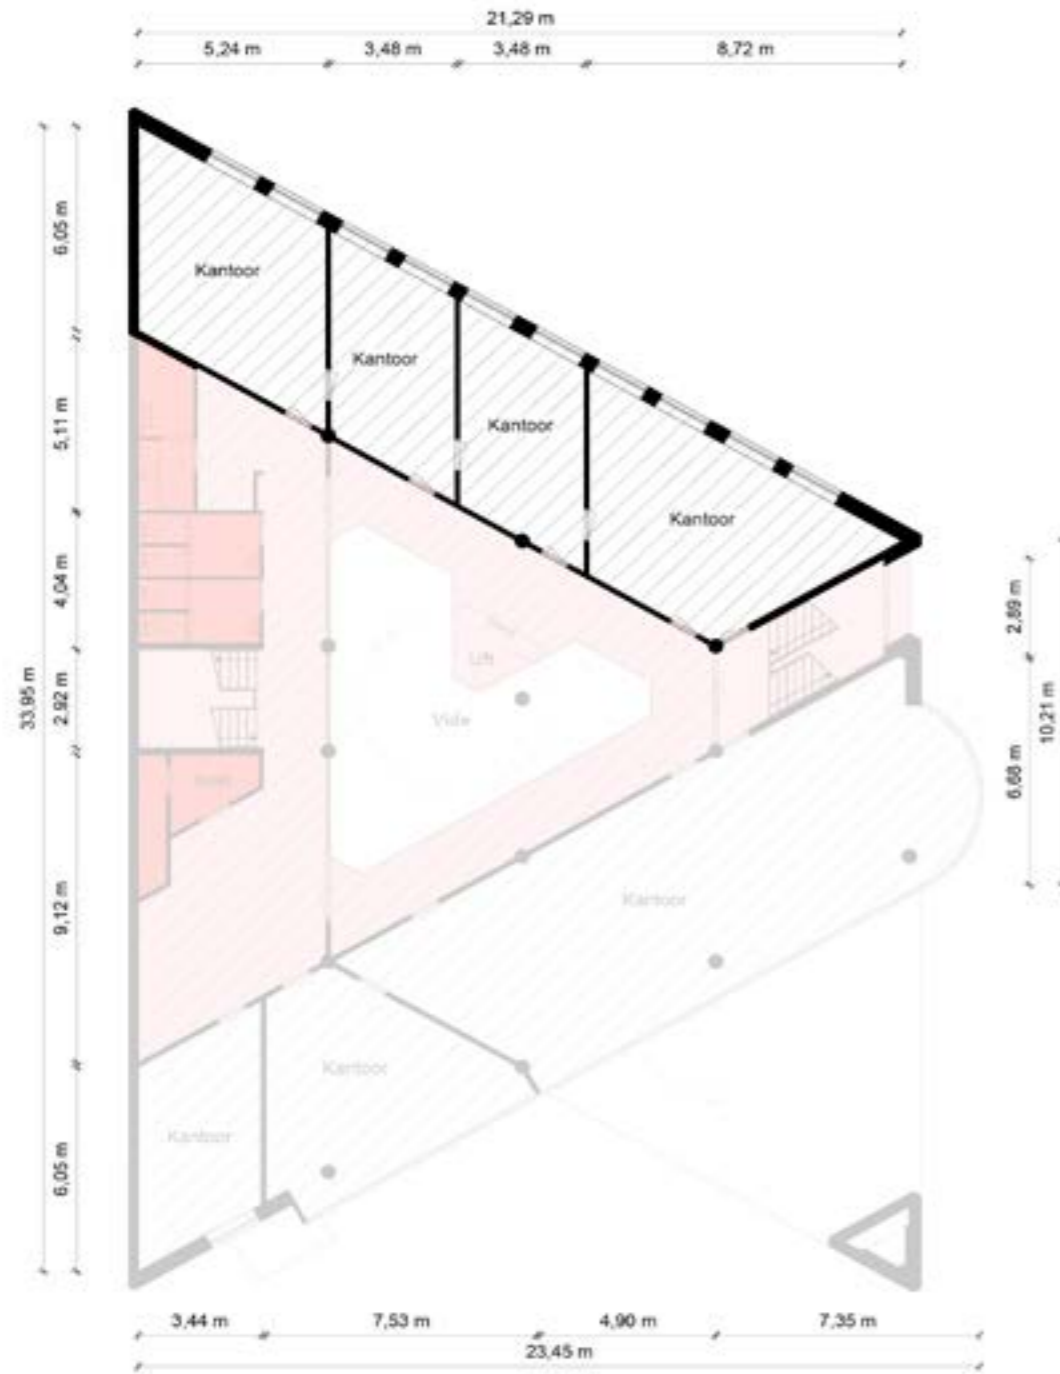 21,29 m
5,24 m
3,48 m
3,48 m
8,72 m
33,95 m
6,05 m
5,11 m
4,04 m
2,92 m
9,12 m
6,05 m
Kantoor
Kantoor
Kantoor
Kantoor
Lift
Vide
Kantoor
Kantoor
Kantoor
2,89 m
10,21 m
6,68 m
3,44 m
7,53 m
4,90 m
7,35 m
23,45 m